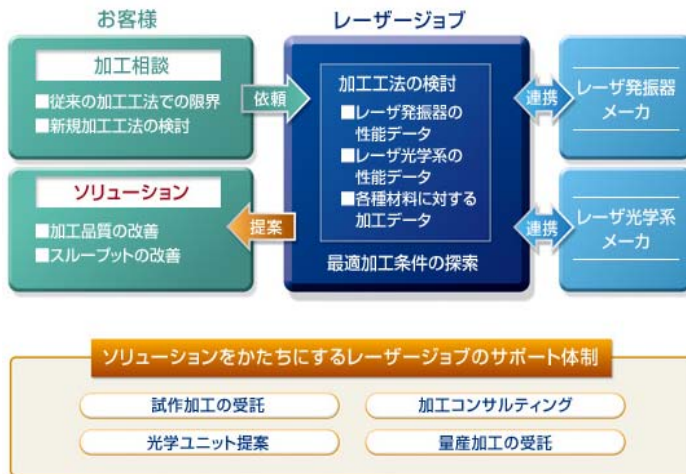 お客様
加工相談
■従来の加工工法での限界
■新規加工工法の検討
ソリューション
■加工品質の改善
■スループットの改善
依頼
提案
レーザージョブ
加工工法の検討
■レーザ発振器の
性能データ
■レーザ光学系の
性能データ
■各種材料に対する
加工データ
最適加工条件の探索
連携
連携
レーザ発振器
メーカ
レーザ光学系
メーカ
ソリューションをかたちにするレーザージョブのサポート体制
試作加工の受託
加工コンサルティング
光学ユニット提案
量産加工の受託